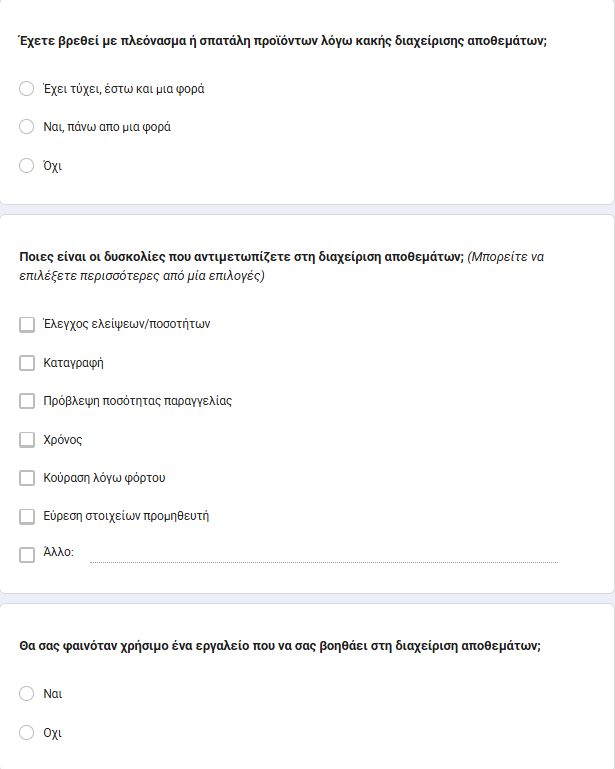 Έχετε βρεθεί με πλεόνασμα ή σπατάλη προϊόντων λόγω κακής διαχείρισης αποθεμάτων;
Έχει τύχει, έστω και μια φορά
Ναι, πάνω απο μια φορά
Όχι
Ποιες είναι οι δυσκολίες που αντιμετωπίζετε στη διαχείριση αποθεμάτων; (Μπορείτε να
επιλέξετε περισσότερες από μία επιλογές)
Έλεγχος ελείψεων/ποσοτήτων
Καταγραφή
Πρόβλεψη ποσότητας παραγγελίας
Χρόνος
Κούραση λόγω φόρτου
Εύρεση στοιχείων προμηθευτή
Άλλο:
Θα σας φαινόταν χρήσιμο ένα εργαλείο που να σας βοηθάει στη διαχείριση αποθεμάτων;
Ναι
Οχι